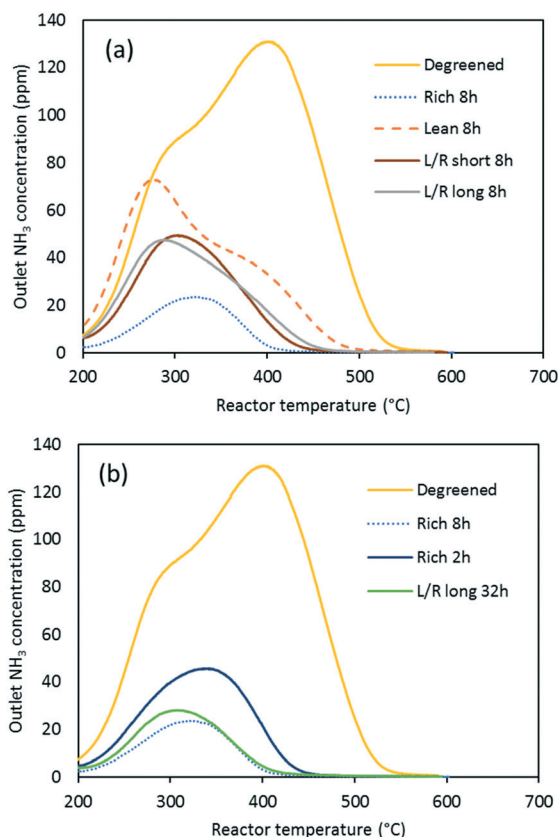 (a)
140
120
100
80
60
40
20
0
Outlet NH₃ concentration (ppm)
Degreened
Rich 8h
Lean 8h
L/R short 8h
L/R long 8h
200 300 400 500 600 700
Reactor temperature (°C)
(b)
140
120
100
80
60
40
20
0
Outlet NH₃ concentration (ppm)
Degreened
Rich 8h
Rich 2h
L/R long 32h
200 300 400 500 600 700
Reactor temperature (°C)